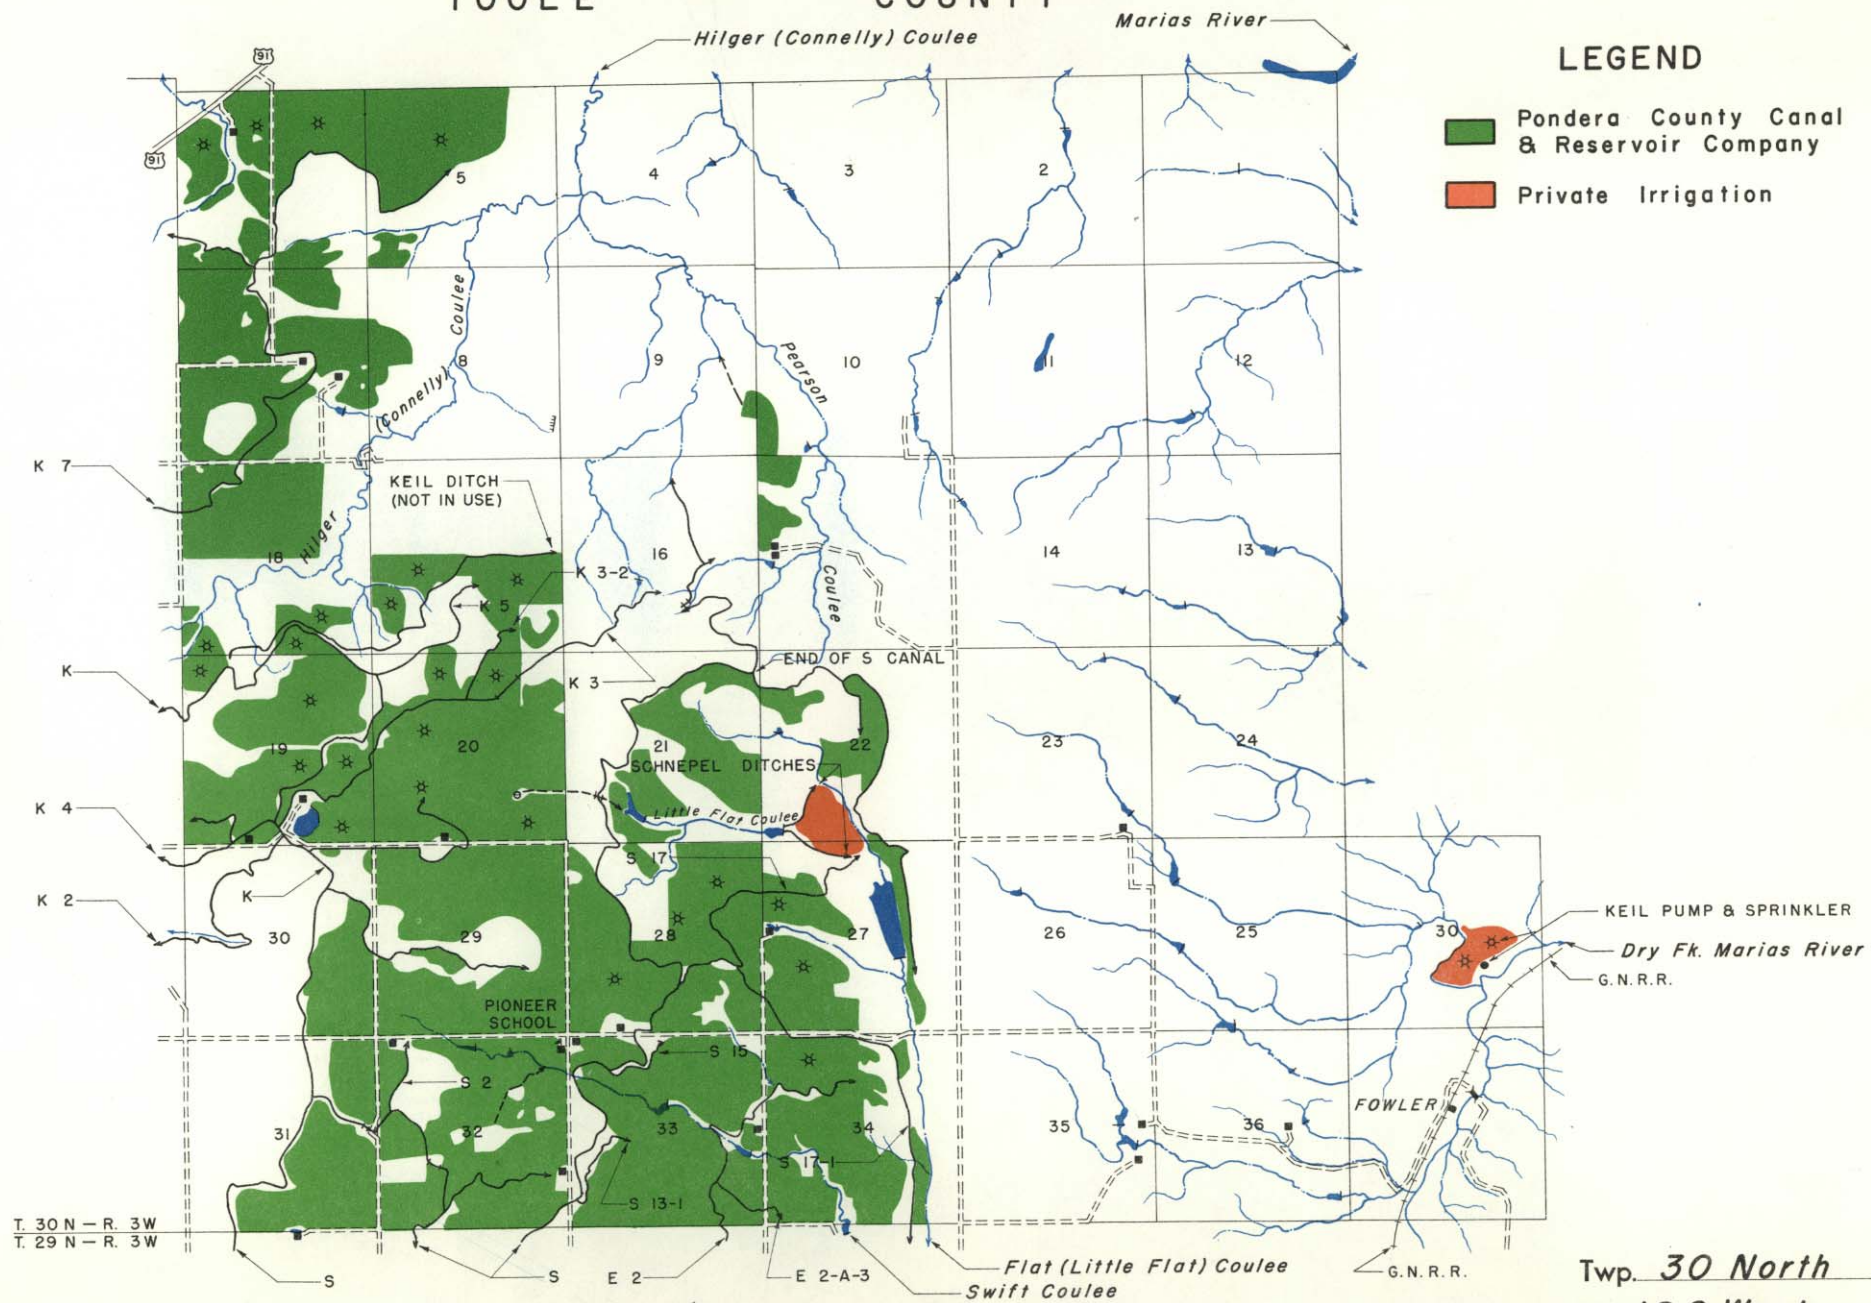 COUNTY
Marias River
Hilger (Connelly) Coulee
LEGEND
91
Pondera County Canal
& Reservoir Company
91
Private Irrigation
5
4
3
2
1
Coulee
8
9
Pearson
10
11
12
(Connelly)
K 7
KEIL DITCH
(NOT IN USE)
Hilger
18
16
14
13
K 3-2
K 5
Coulee
K
END OF S CANAL
K 3
19
20
21
22
23
24
SCHNEPEL DITCHES
K 4
Little Flat Coulee
S 17
K 2
K
30
29
28
27
26
25
30
KEIL PUMP & SPRINKLER
Dry Fk. Marias River
G.N.R.R.
PIONEER
SCHOOL
S 15
S 2
FOWLER
31
32
33
34
35
36
S 17-1
S 13-1
T. 30 N — R. 3W
T. 29 N — R. 3W
S
S
E 2
E 2-A-3
Flat (Little Flat) Coulee
Swift Coulee
G.N.R.R.
Twp. 30 North